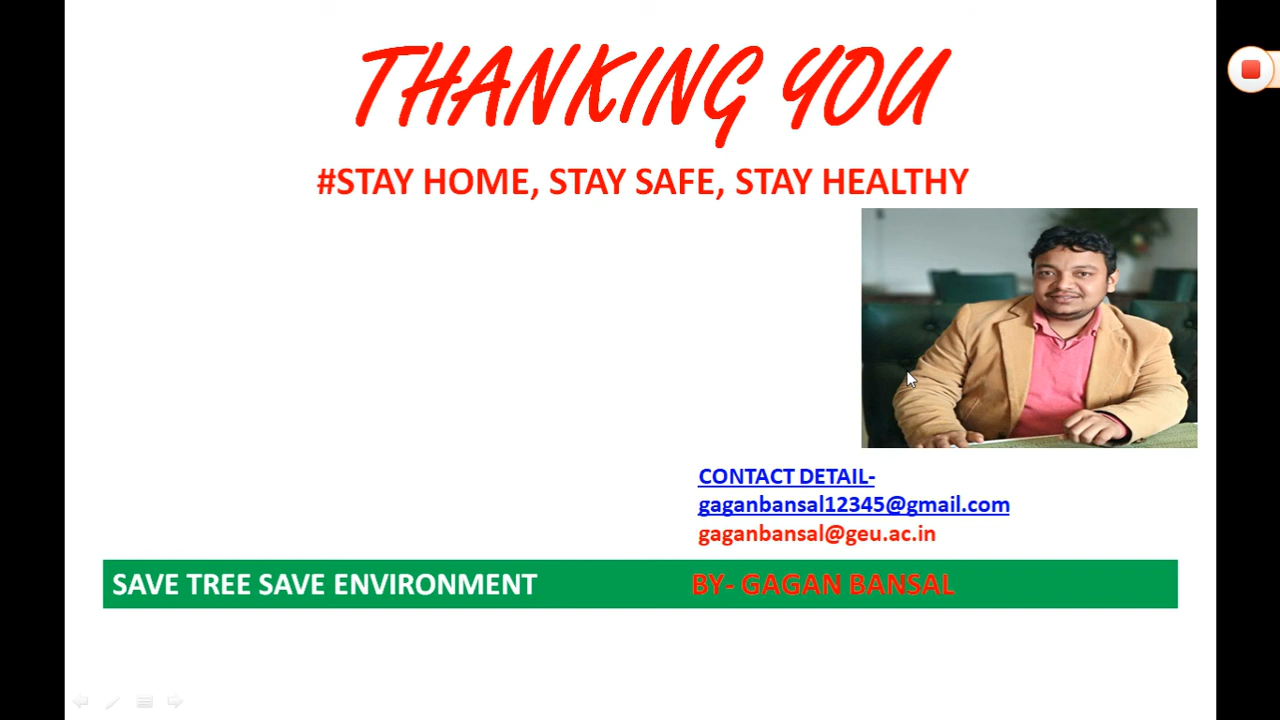 THANKING YOU
#STAY HOME, STAY SAFE, STAY HEALTHY
CONTACT DETAIL-
gaganbansal12345@gmail.com
gaganbansal@geu.ac.in
SAVE TREE SAVE ENVIRONMENT BY- GAGAN BANSAL